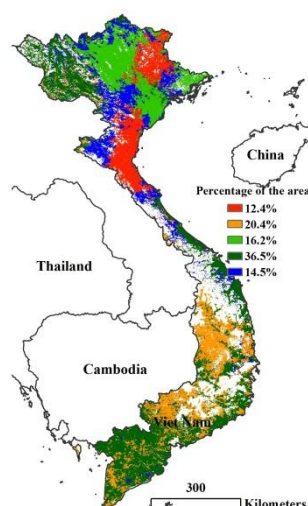 China
Percentage of the area
12.4%
20.4%
16.2%
36.5%
14.5%
Thailand
Cambodia
Viet Nam
300
Kilometers